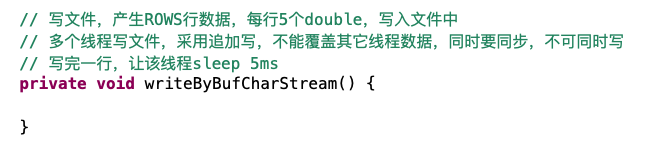 // 写文件，产生ROWS行数据，每行5个double，写入文件中
// 多个线程写文件，采用追加写，不能覆盖其它线程数据，同时要同步，不可同时写
// 写完一行，让该线程sleep 5ms
private void writeByBufCharStream() {
}